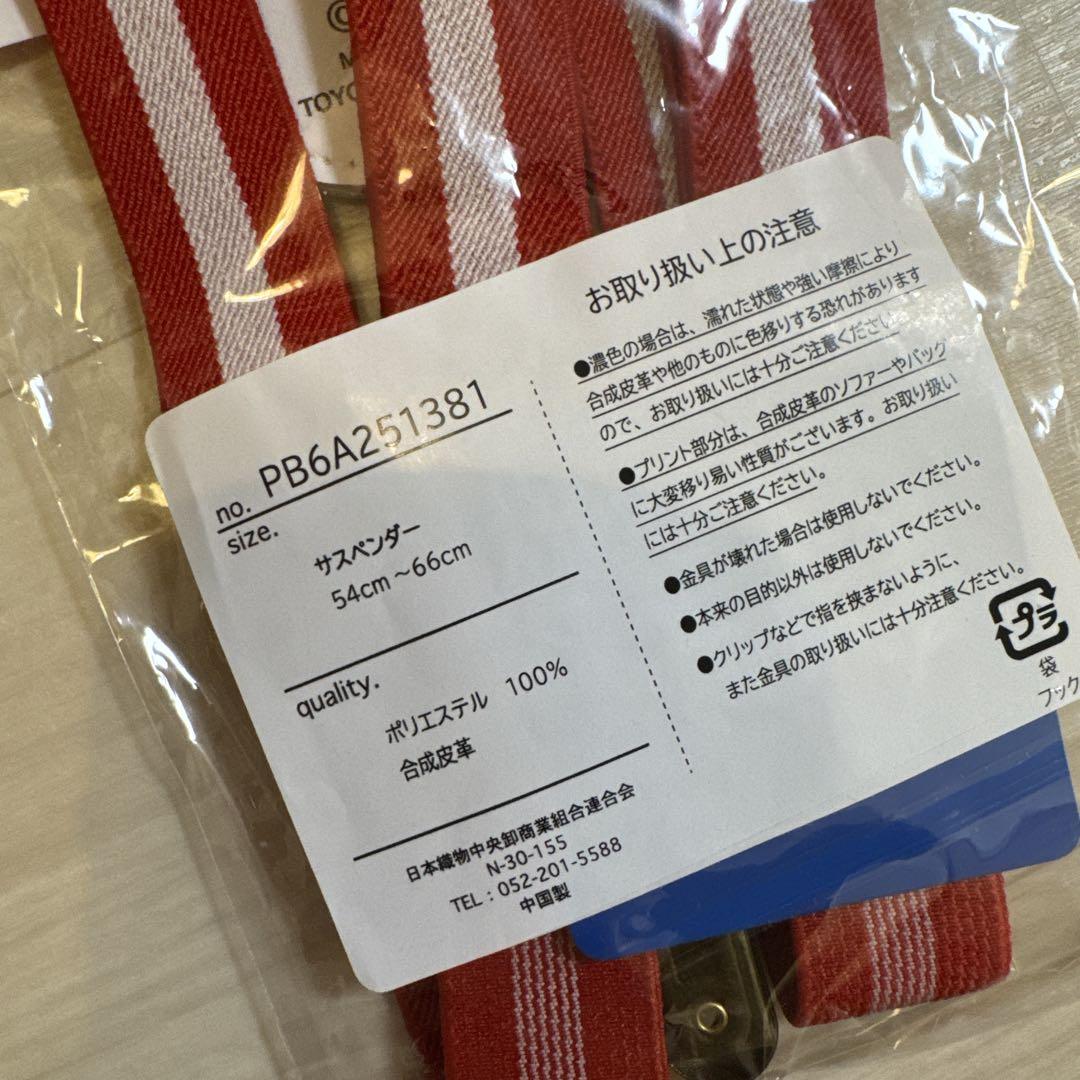 ©
M
TOYO
no. PB6A251381
size.
サスペンダー
54cm～66cm
quality.
ポリエステル 100%
合成皮革
日本織物中央卸商業組合連合会
N-30-155
TEL : 052-201-5588
中国製
お取り扱い上の注意
●濃色の場合は、濡れた状態や強い摩擦により
合成皮革や他のものに色移りする恐れがあります
ので、お取り扱いには十分ご注意ください。
●プリント部分は、合成皮革のソファーやバッグ
に大変移り易い性質がございます。お取り扱い
には十分ご注意ください。
●金具が壊れた場合は使用しないでください。
●本来の目的以外は使用しないでください。
●クリップなどで指を挟まないように、
また金具の取り扱いには十分注意ください。
プラ
袋
フック